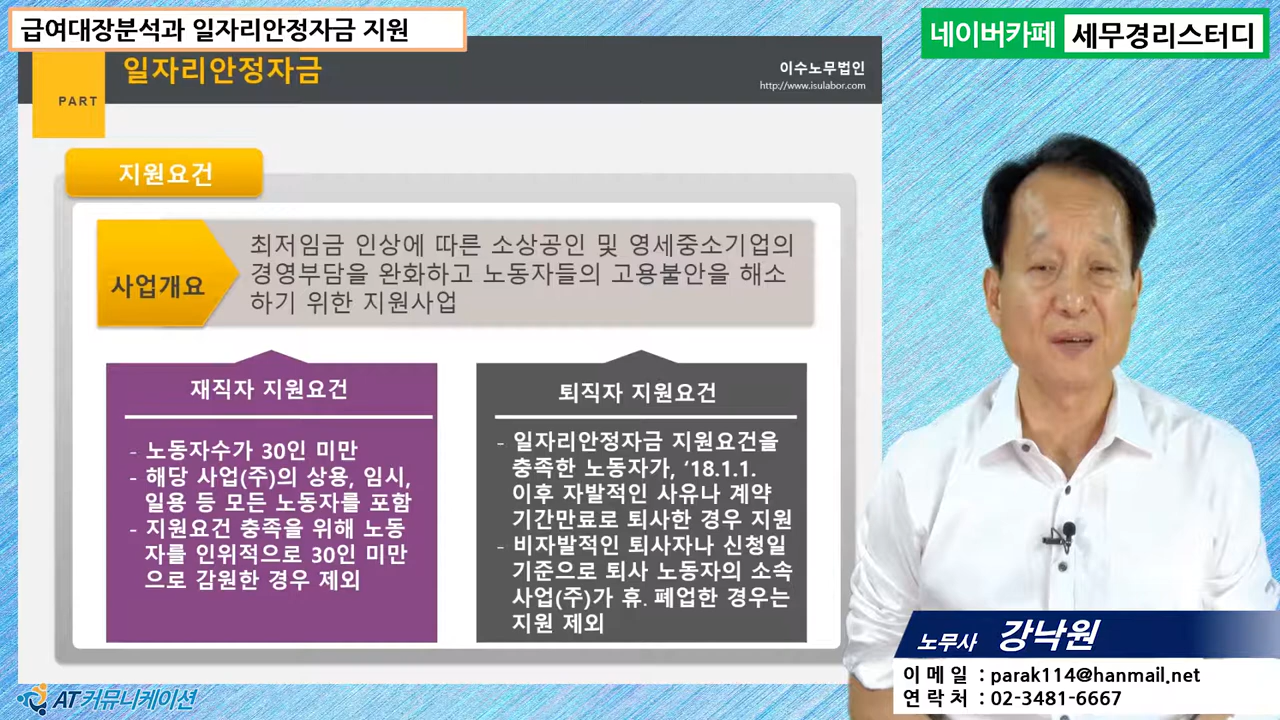 급여대장분석과 일자리안정자금 지원
네이버카페 세무경리스터디
PART
일자리안정자금
이수노무법인
http://www.isulabor.com
지원요건
사업개요
최저임금 인상에 따른 소상공인 및 영세중소기업의
경영부담을 완화하고 노동자들의 고용불안을 해소
하기 위한 지원사업
재직자 지원요건
- 노동자수가 30인 미만
- 해당 사업(주)의 상용, 임시,
일용 등 모든 노동자를 포함
- 지원요건 충족을 위해 노동
자를 인위적으로 30인 미만
으로 감원한 경우 제외
퇴직자 지원요건
- 일자리안정자금 지원요건을
충족한 노동자가, ‘18.1.1.
이후 자발적인 사유나 계약
기간만료로 퇴사한 경우 지원
- 비자발적인 퇴사자나 신청일
기준으로 퇴사 노동자의 소속
사업(주)가 휴. 폐업한 경우는
지원 제외
노무사 강낙원
이 메 일 : parak114@hanmail.net
연 락 처 : 02-3481-6667
AT커뮤니케이션